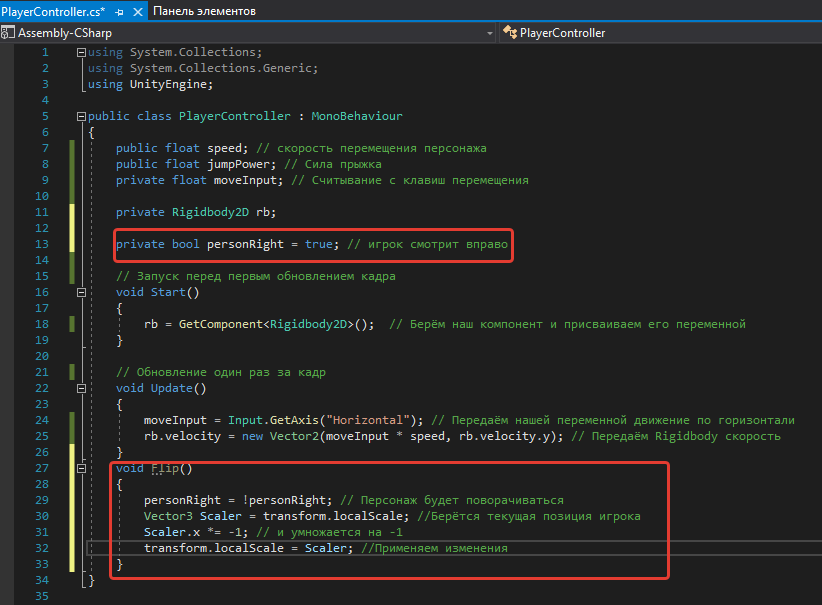 PlayerController.cs* Панель элементов
Assembly-CSharp PlayerController
1 using System.Collections;
2 using System.Collections.Generic;
3 using UnityEngine;
4
5 public class PlayerController : MonoBehaviour
6 {
7 public float speed; // скорость перемещения персонажа
8 public float jumpPower; // Сила прыжка
9 private float moveInput; // Считывание с клавиш перемещения
10
11 private Rigidbody2D rb;
12
13 private bool personRight = true; // игрок смотрит вправо
14
15 // Запуск перед первым обновлением кадра
16 void Start()
17 {
18 rb = GetComponent<Rigidbody2D>(); // Берём наш компонент и присваиваем его переменной
19 }
20
21 // Обновление один раз за кадр
22 void Update()
23 {
24 moveInput = Input.GetAxis("Horizontal"); // Передаём нашей переменной движение по горизонтали
25 rb.velocity = new Vector2(moveInput * speed, rb.velocity.y); // Передаём Rigidbody скорость
26 }
27 void Flip()
28 {
29 personRight = !personRight; // Персонаж будет поворачиваться
30 Vector3 Scaler = transform.localScale; //Берётся текущая позиция игрока
31 Scaler.x *= -1; // и умножается на -1
32 transform.localScale = Scaler; //Применяем изменения
33 }
34 }
35